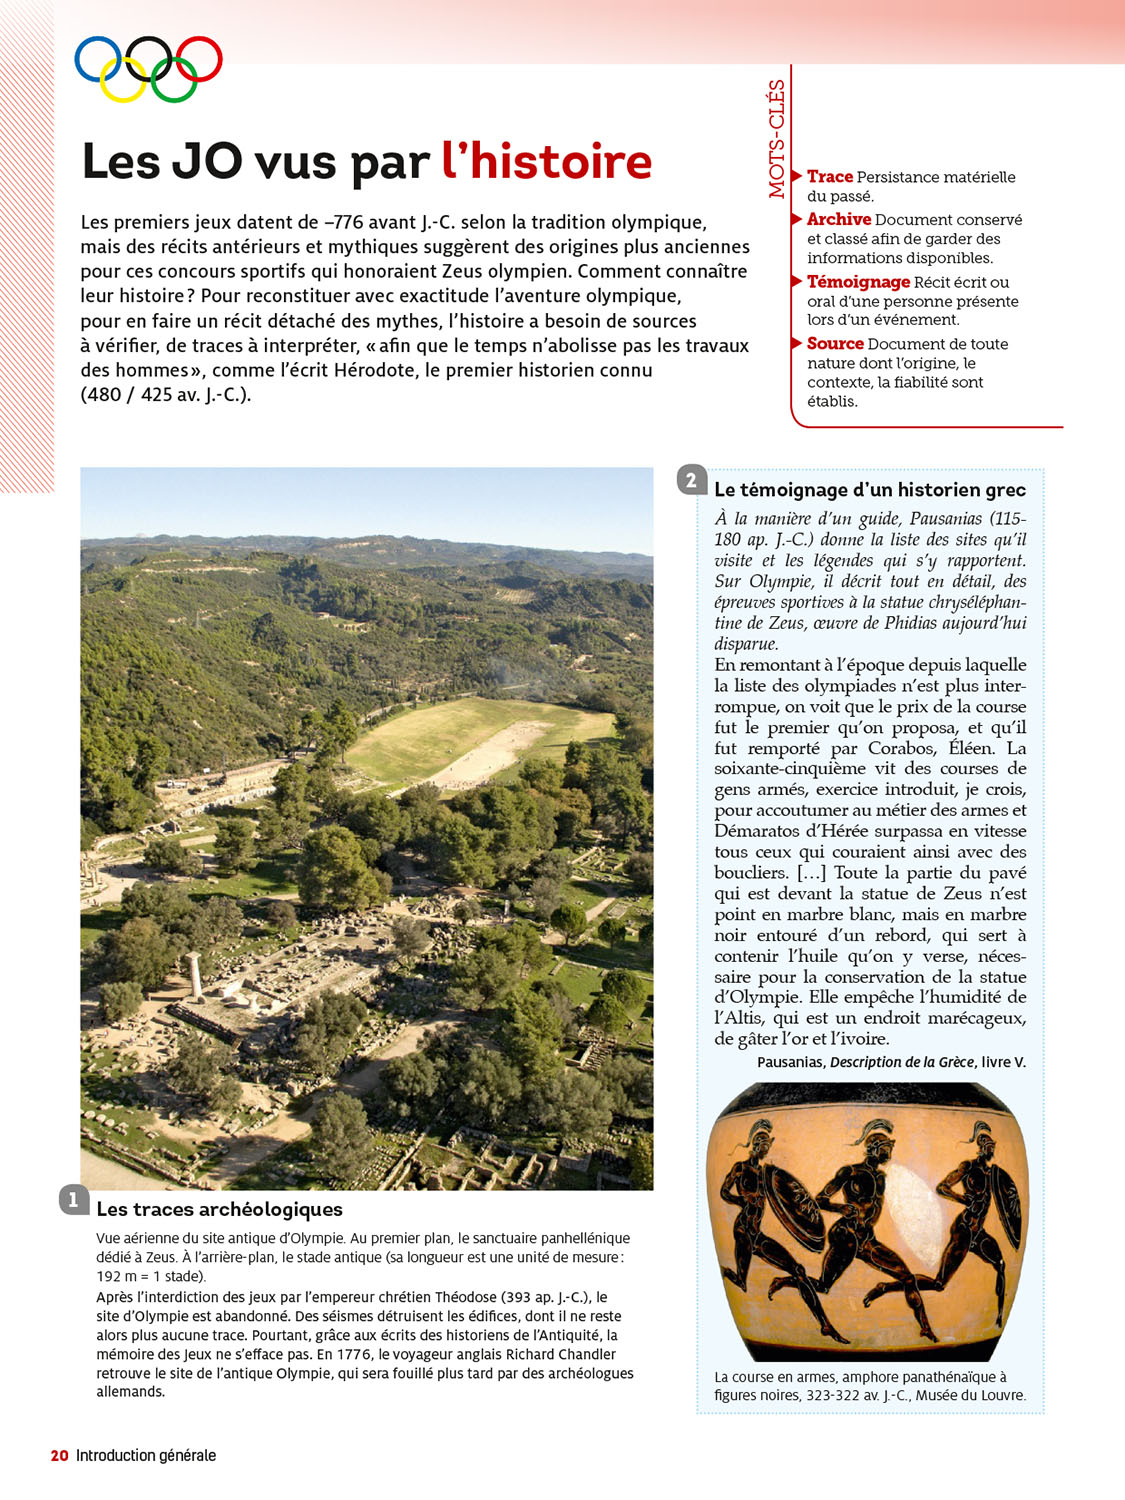 Les JO vus par l'histoire
Les premiers jeux datent de –776 avant J.-C. selon la tradition olympique,
mais des récits antérieurs et mythiques suggèrent des origines plus anciennes
pour ces concours sportifs qui honoraient Zeus olympien. Comment connaître
leur histoire ? Pour reconstituer avec exactitude l'aventure olympique,
pour en faire un récit détaché des mythes, l'histoire a besoin de sources
à vérifier, de traces à interpréter, « afin que le temps n'abolisse pas les travaux
des hommes », comme l'écrit Hérodote, le premier historien connu
(480 / 425 av. J.-C.).
MOTS-CLÉS
Trace Persistance matérielle
du passé.
Archive Document conservé
et classé afin de garder des
informations disponibles.
Témoignage Récit écrit ou
oral d'une personne présente
lors d'un événement.
Source Document de toute
nature dont l'origine, le
contexte, la fiabilité sont
établis.
1
Les traces archéologiques
Vue aérienne du site antique d'Olympie. Au premier plan, le sanctuaire panhellénique
dédié à Zeus. À l'arrière-plan, le stade antique (sa longueur est une unité de mesure :
192 m = 1 stade).
Après l'interdiction des jeux par l'empereur chrétien Théodose (393 ap. J.-C.), le
site d'Olympie est abandonné. Des séismes détruisent les édifices, dont il ne reste
alors plus aucune trace. Pourtant, grâce aux écrits des historiens de l'Antiquité, la
mémoire des Jeux ne s'efface pas. En 1776, le voyageur anglais Richard Chandler
retrouve le site de l'antique Olympie, qui sera fouillé plus tard par des archéologues
allemands.
2
Le témoignage d'un historien grec
À la manière d'un guide, Pausanias (115-
180 ap. J.-C.) donne la liste des sites qu'il
visite et les légendes qui s'y rapportent.
Sur Olympie, il décrit tout en détail, des
épreuves sportives à la statue chryséléphan-
tine de Zeus, œuvre de Phidias aujourd'hui
disparue.
En remontant à l'époque depuis laquelle
la liste des olympiades n'est plus inter-
rompue, on voit que le prix de la course
fut le premier qu'on proposa, et qu'il
fut remporté par Corabos, Éléen. La
soixante-cinquième vit des courses de
gens armés, exercice introduit, je crois,
pour accoutumer au métier des armes et
Démaratos d'Hérée surpassa en vitesse
tous ceux qui couraient ainsi avec des
boucliers. […] Toute la partie du pavé
qui est devant la statue de Zeus n'est
point en marbre blanc, mais en marbre
noir entouré d'un rebord, qui sert à
contenir l'huile qu'on y verse, néces-
saire pour la conservation de la statue
d'Olympie. Elle empêche l'humidité de
l'Altis, qui est un endroit marécageux,
de gâter l'or et l'ivoire.
Pausanias, Description de la Grèce, livre V.
La course en armes, amphore panathénaïque à
figures noires, 323-322 av. J.-C., Musée du Louvre.
20 Introduction générale